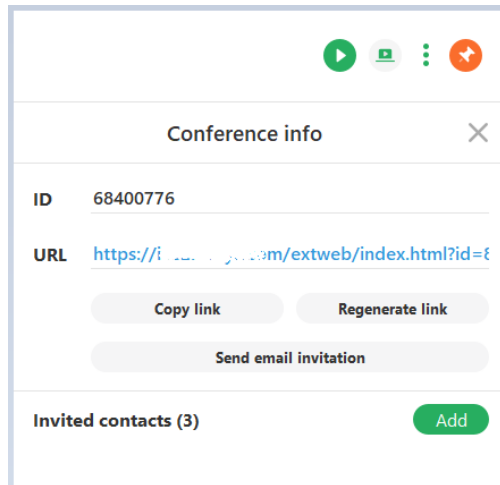 Conference info
ID 68400776
URL https://i om/extweb/index.html?id=
Copy link Regenerate link
Send email invitation
Invited contacts (3) Add